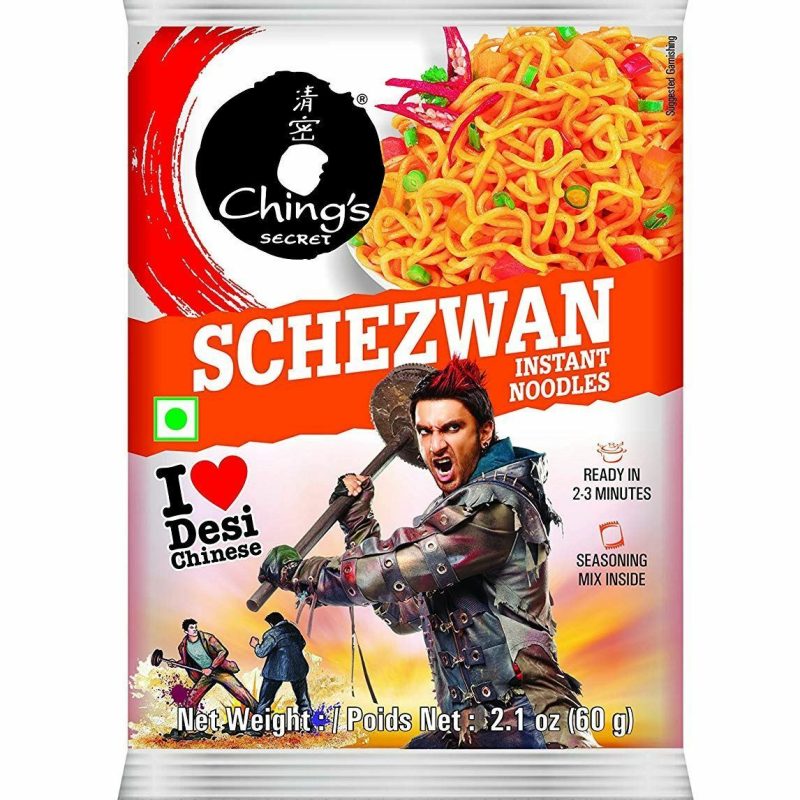 清
密
®
Ching's
SECRET
Suggested Garnishing
SCHEZWAN
INSTANT
NOODLES
I
Desi
Chinese
READY IN
2-3 MINUTES
SEASONING
MIX INSIDE
Net Weight : / Poids Net : 2.1 oz (60 g)